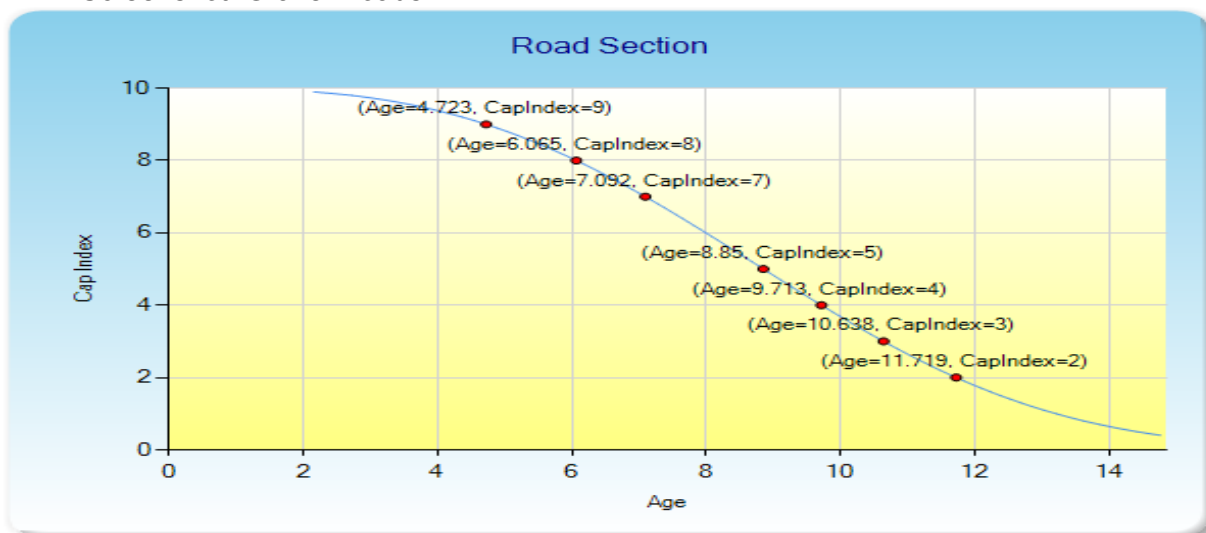 Road Section
10
(Age=4.723, CapIndex=9)
(Age=6.065, CapIndex=8)
8
(Age=7.092, CapIndex=7)
6
(Age=8.85, CapIndex=5)
(Age=9.713, CapIndex=4)
4
(Age=10.638, CapIndex=3)
(Age=11.719, CapIndex=2)
2
0
Cap Index
0 2 4 6 8 10 12 14
Age